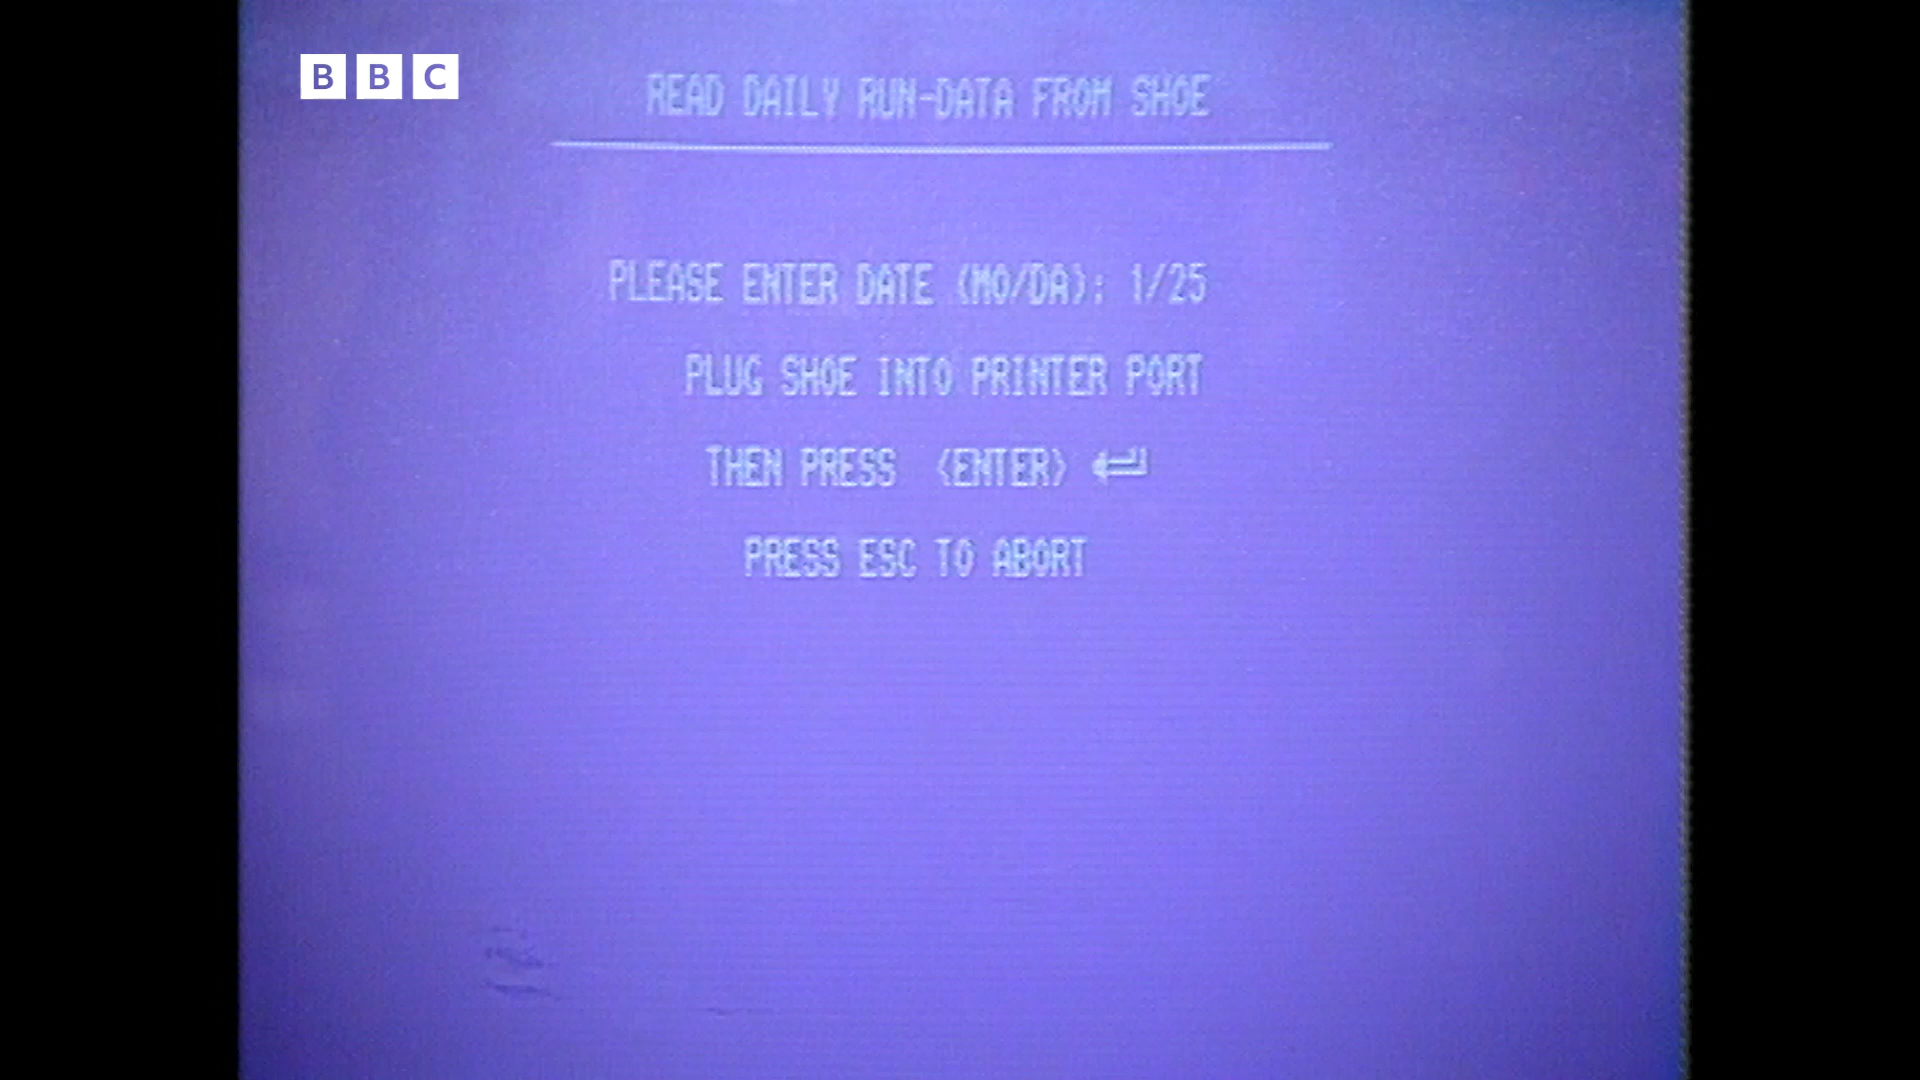 BBC
READ DAILY RUN-DATA FROM SHOE
PLEASE ENTER DATE (MO/DA): 1/25
PLUG SHOE INTO PRINTER PORT
THEN PRESS <ENTER> ↵
PRESS ESC TO ABORT